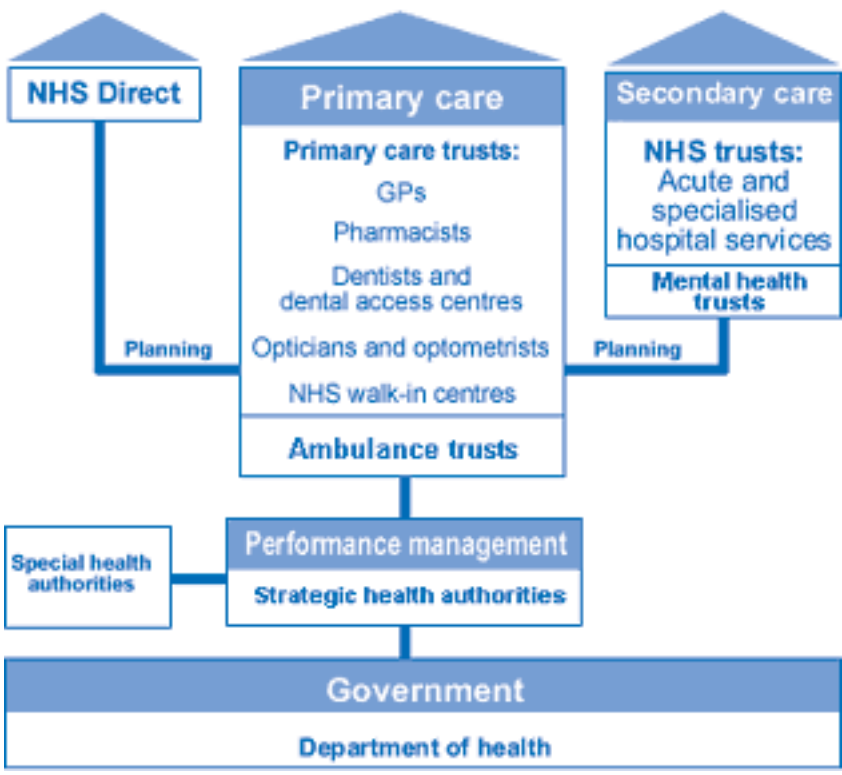 NHS Direct
Primary care
Primary care trusts:
GPs
Pharmacists
Dentists and
dental access centres
Opticians and optometrists
NHS walk-in centres
Ambulance trusts
Secondary care
NHS trusts:
Acute and
specialised
hospital services
Mental health
trusts
Planning
Planning
Performance management
Strategic health authorities
Special health
authorities
Government
Department of health